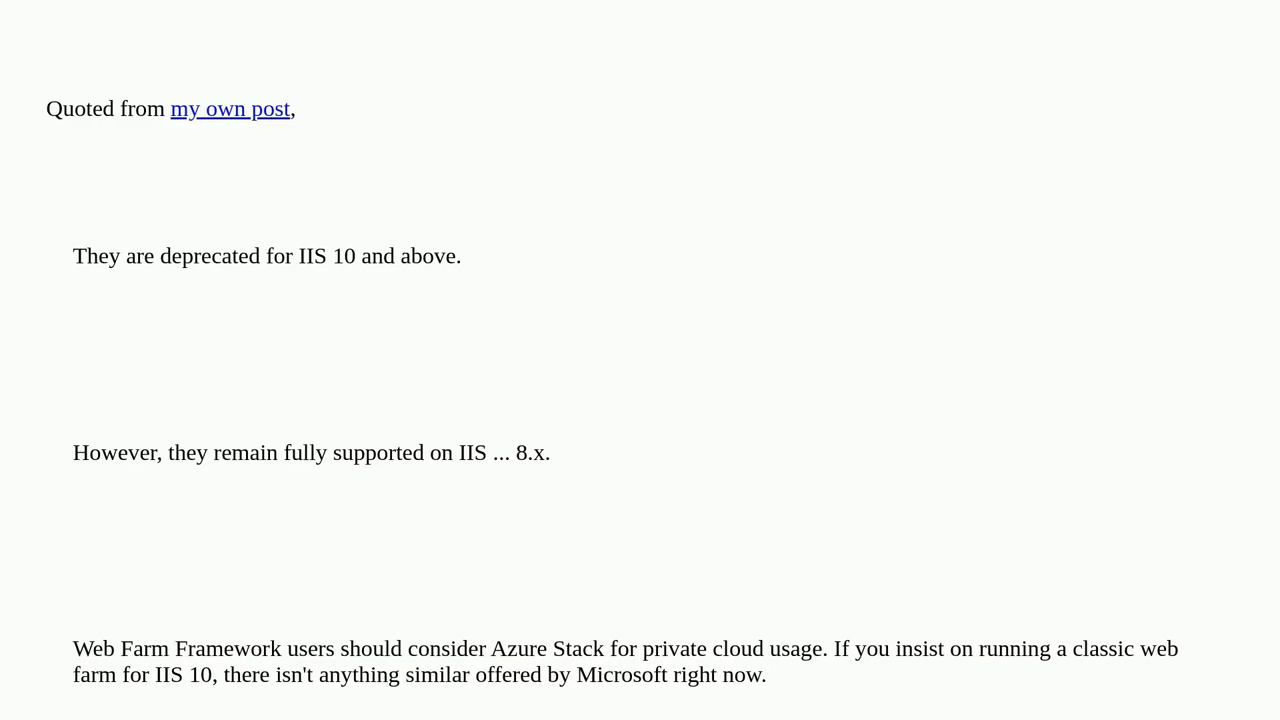 Quoted from my own post,
They are deprecated for IIS 10 and above.
However, they remain fully supported on IIS ... 8.x.
Web Farm Framework users should consider Azure Stack for private cloud usage. If you insist on running a classic web
farm for IIS 10, there isn't anything similar offered by Microsoft right now.